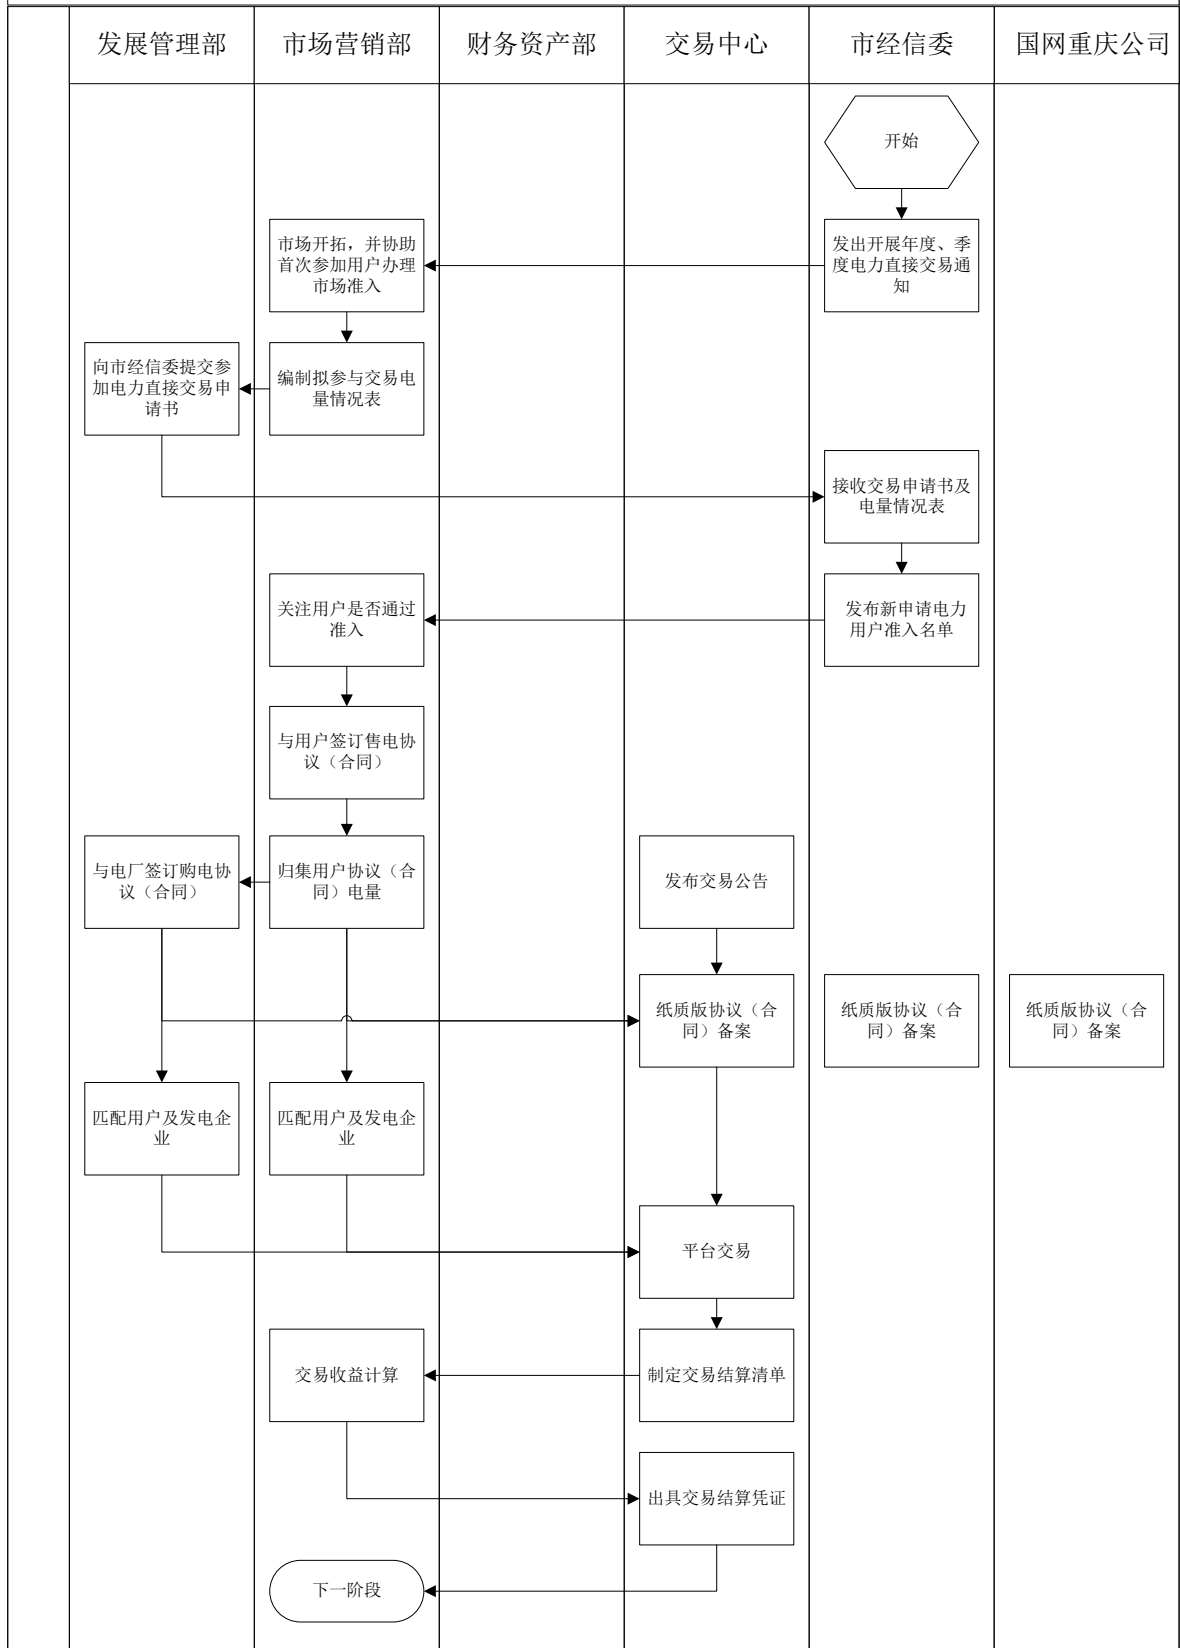 发展管理部
市场营销部
财务资产部
交易中心
市经信委
国网重庆公司
开始
市场开拓，并协助
首次参加用户办理
市场准入
发出开展年度、季
度电力直接交易通
知
向市经信委提交参
加电力直接交易申
请书
编制拟参与交易电
量情况表
接收交易申请书及
电量情况表
关注用户是否通过
准入
发布新申请电力
用户准入名单
与用户签订售电协
议（合同）
与电厂签订购电协
议（合同）
归集用户协议（合
同）电量
发布交易公告
纸质版协议（合
同）备案
纸质版协议（合
同）备案
纸质版协议（合
同）备案
匹配用户及发电企
业
匹配用户及发电企
业
平台交易
交易收益计算
制定交易结算清单
出具交易结算凭证
下一阶段